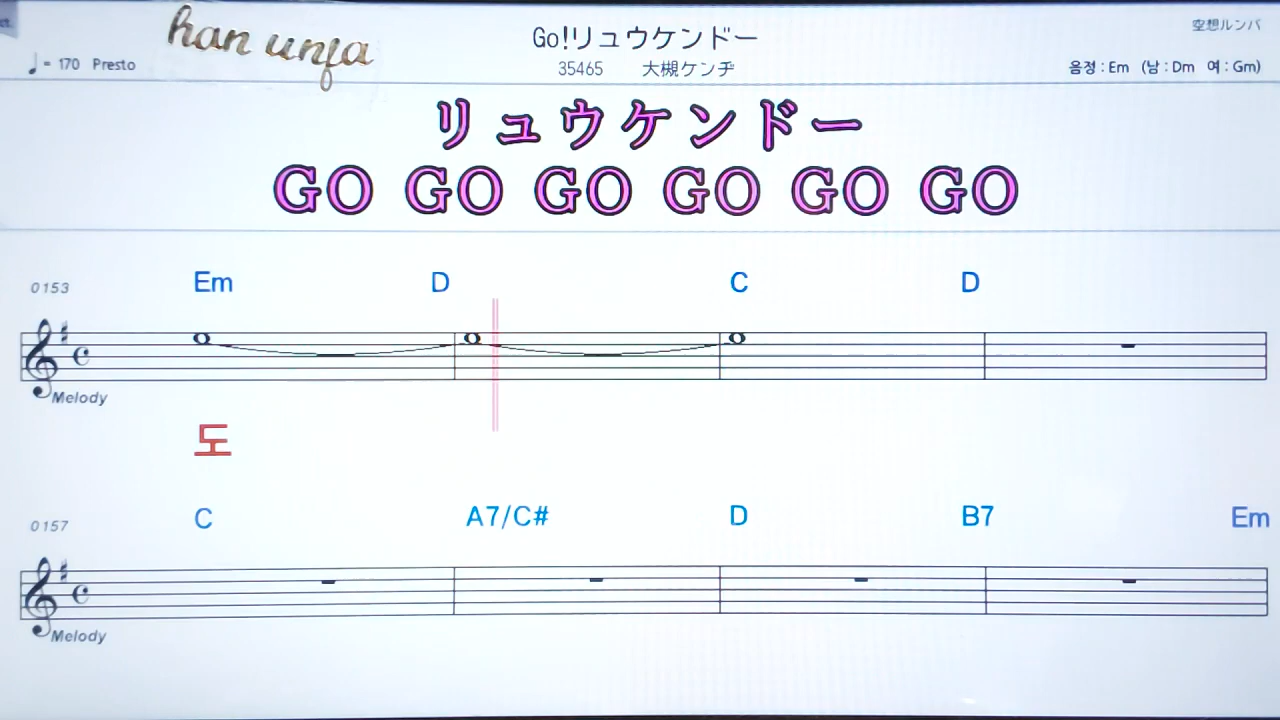 han unfa
Go!リュウケンドー
空想ルンバ
♩= 170 Presto
35465 大槻ケンヂ
음정 : Em (남 : Dm 여 : Gm)
リュウケンドー
GO GO GO GO GO GO
Em D C D
0153
Melody
도
C A7/C# D B7 Em
0157
Melody